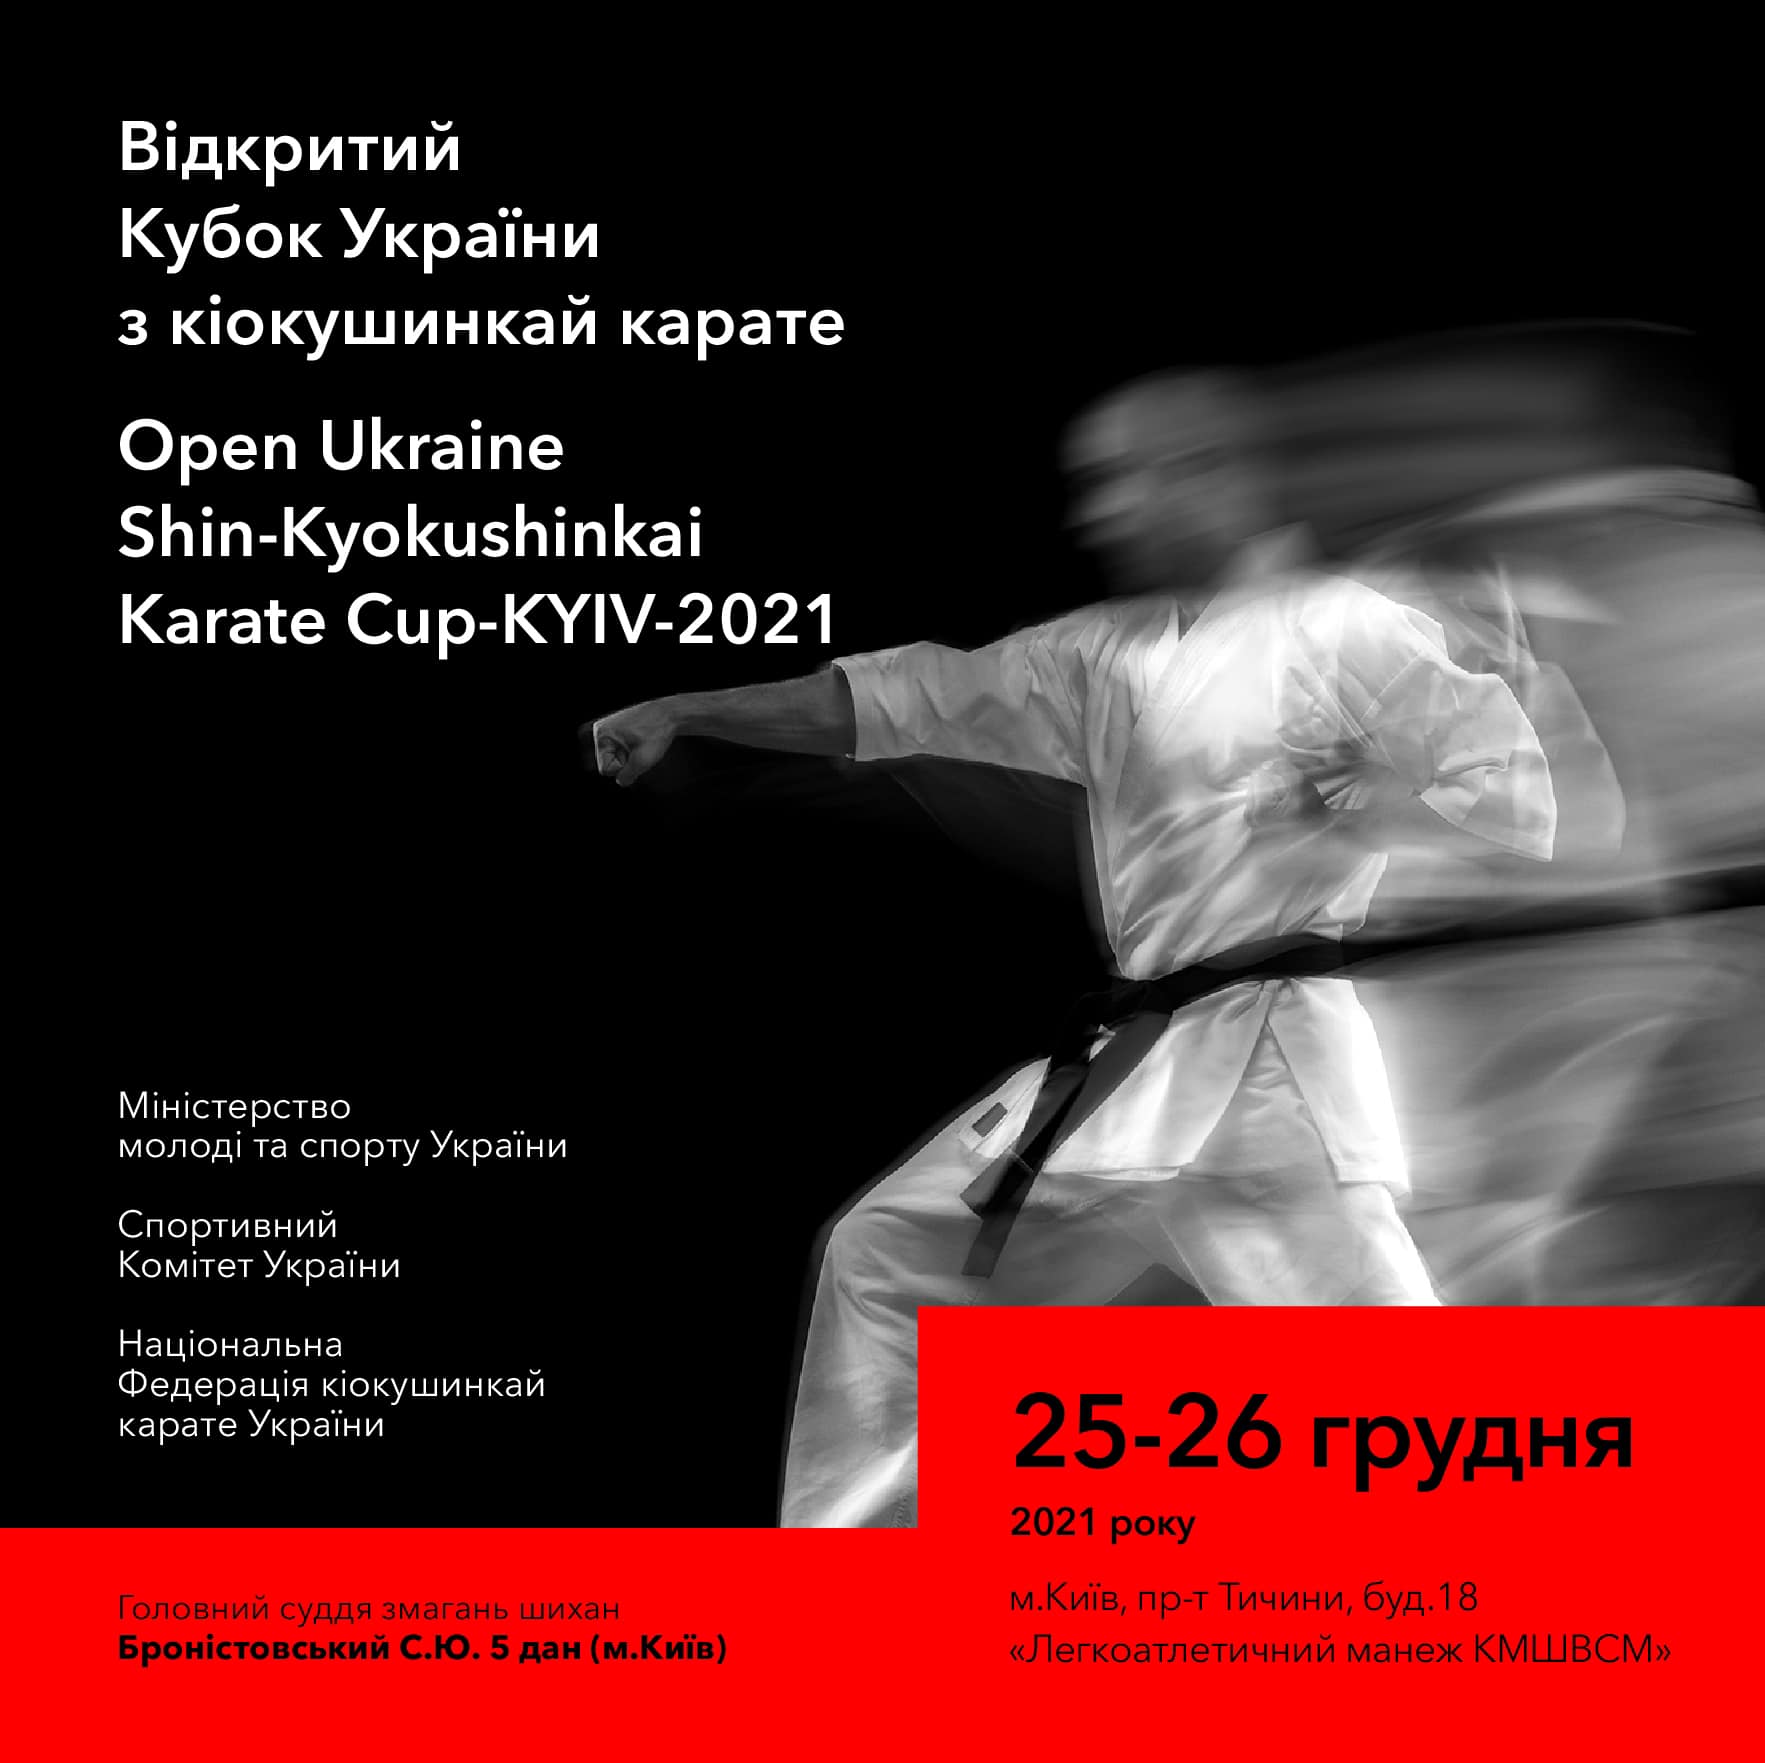 Відкритий
Кубок України
з кіокушинкай карате
Open Ukraine
Shin-Kyokushinkai
Karate Cup-KYIV-2021
Міністерство
молоді та спорту України
Спортивний
Комітет України
Національна
Федерація кіокушинкай
карате України
25-26 грудня
2021 року
м.Київ, пр-т Тичини, буд.18
«Легкоатлетичний манеж КМШВСМ»
Головний суддя змагань шихан
Броністовський С.Ю. 5 дан (м.Київ)